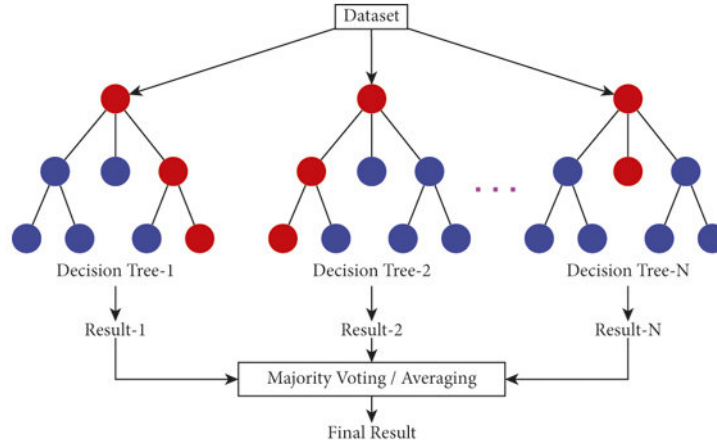 Dataset
Decision Tree-1
Decision Tree-2
Decision Tree-N
Result-1
Result-2
Result-N
Majority Voting / Averaging
Final Result